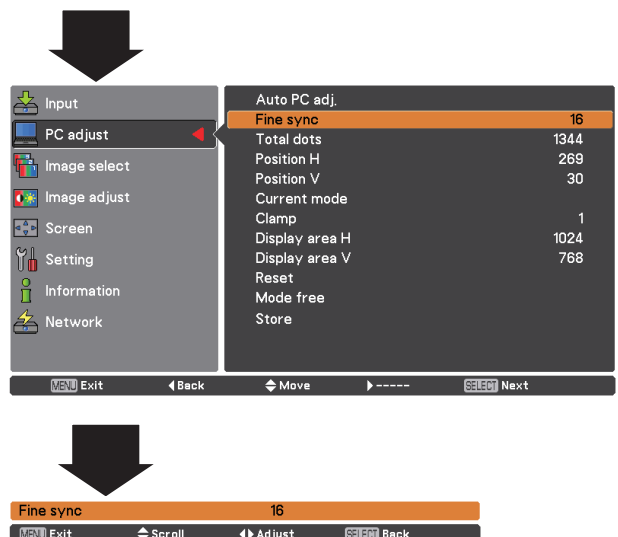 Input
PC adjust
Image select
Image adjust
Screen
Setting
Information
Network
Auto PC adj.
Fine sync 16
Total dots 1344
Position H 269
Position V 30
Current mode
Clamp 1
Display area H 1024
Display area V 768
Reset
Mode free
Store
MENU Exit Back Move ----- SELECT Next
Fine sync 16
MENU Exit Scroll Adjust SELECT Back